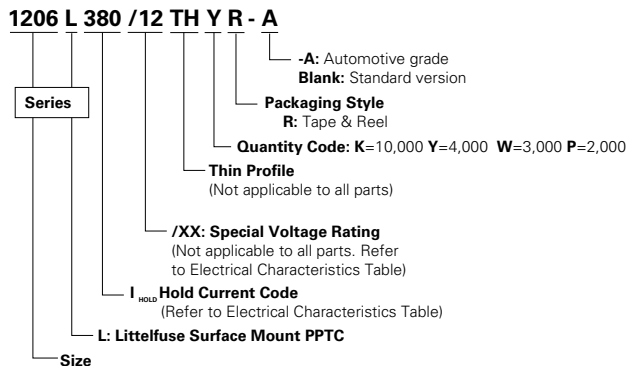 1206 L 380 /12 TH Y R - A
-A: Automotive grade
Blank: Standard version
Series
Packaging Style
R: Tape & Reel
Quantity Code: K=10,000 Y=4,000 W=3,000 P=2,000
Thin Profile
(Not applicable to all parts)
/XX: Special Voltage Rating
(Not applicable to all parts. Refer
to Electrical Characteristics Table)
I HOLD Hold Current Code
(Refer to Electrical Characteristics Table)
L: Littelfuse Surface Mount PPTC
Size